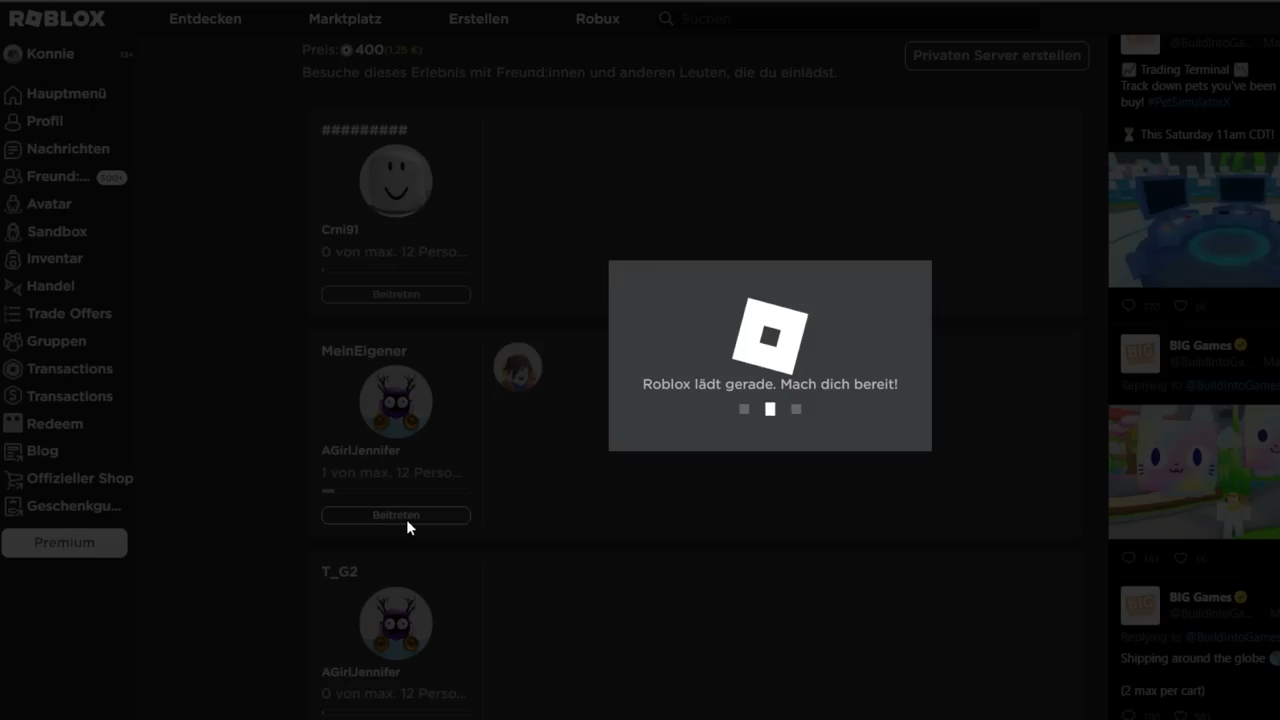 ROBLOX
Entdecken
Marktplatz
Erstellen
Robux
Suchen
Konnie
13+
Hauptmenü
Profil
Nachrichten
Freund:...
500+
Avatar
Sandbox
Inventar
Handel
Trade Offers
Gruppen
Transactions
Transactions
Redeem
Blog
Offizieller Shop
Geschenkgu...
Premium
Preis: 400 (1,25 €)
Besuche dieses Erlebnis mit Freund:innen und anderen Leuten, die du einlädst.
Privaten Server erstellen
#########
Crni91
0 von max. 12 Perso...
Beitreten
MeinEigener
AGirlJennifer
1 von max. 12 Perso...
Beitreten
T_G2
AGirlJennifer
0 von max. 12 Perso...
Roblox lädt gerade. Mach dich bereit!
@BuildIntoGa...
Trading Terminal
Track down pets you've been
buy! #PetSimulatorX
This Saturday 11am CDT!
770
BIG Games
@BuildIntoGa...
Replying to @BuildIntoGames
161
1K
BIG
BIG Games
@BuildIntoGa...
Replying to @BuildIntoGames
Shipping around the globe
(2 max per cart)